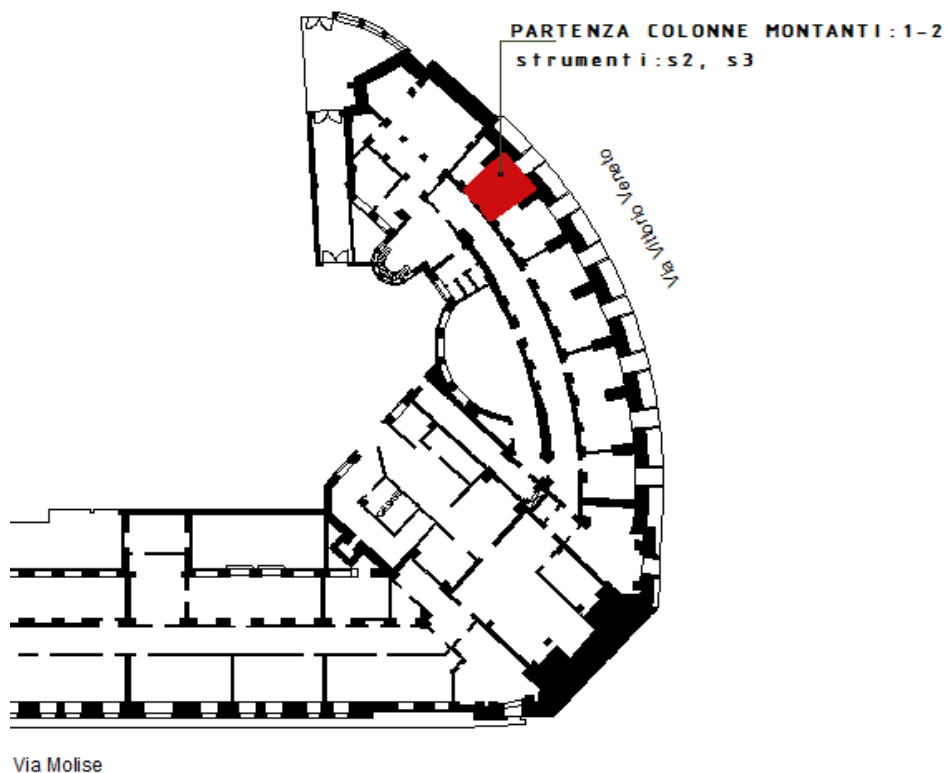 PARTENZA COLONNE MONTANTI:1-2
strumenti:s2, s3
Via Vittorio Veneto
Via Molise